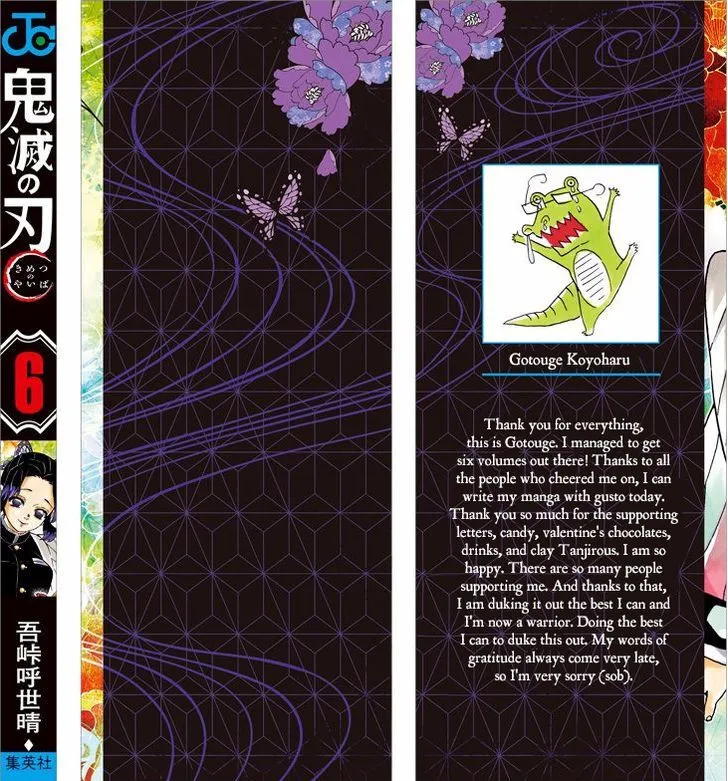 JC
鬼滅の刃
きめつ
の
やいば
6
吾峠呼世晴
集英社
Gotouge Koyoharu
Thank you for everything,
this is Gotouge. I managed to get
six volumes out there! Thanks to all
the people who cheered me on, I can
write my manga with gusto today.
Thank you so much for the supporting
letters, candy, valentine's chocolates,
drinks, and clay Tanjirous. I am so
happy. There are so many people
supporting me. And thanks to that,
I am duking it out the best I can and
I'm now a warrior. Doing the best
I can to duke this out. My words of
gratitude always come very late,
so I'm very sorry (sob).